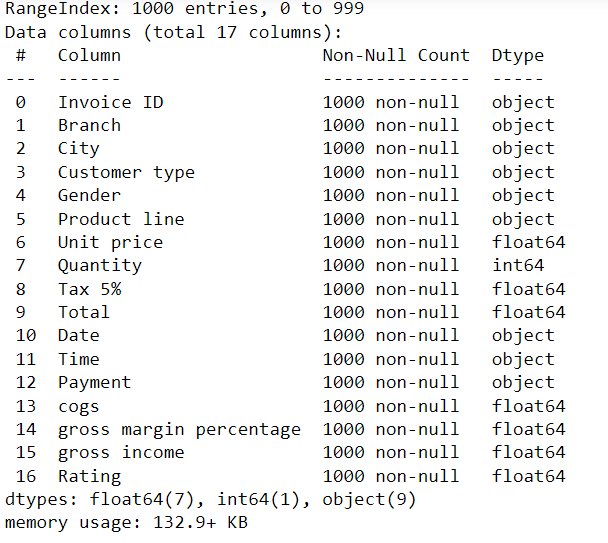 RangeIndex: 1000 entries, 0 to 999
Data columns (total 17 columns):
 #   Column                   Non-Null Count  Dtype
---  ------                   --------------  -----
 0   Invoice ID               1000 non-null   object
 1   Branch                   1000 non-null   object
 2   City                     1000 non-null   object
 3   Customer type            1000 non-null   object
 4   Gender                   1000 non-null   object
 5   Product line             1000 non-null   object
 6   Unit price               1000 non-null   float64
 7   Quantity                 1000 non-null   int64
 8   Tax 5%                   1000 non-null   float64
 9   Total                    1000 non-null   float64
 10  Date                     1000 non-null   object
 11  Time                     1000 non-null   object
 12  Payment                  1000 non-null   object
 13  cogs                     1000 non-null   float64
 14  gross margin percentage  1000 non-null   float64
 15  gross income             1000 non-null   float64
 16  Rating                   1000 non-null   float64
dtypes: float64(7), int64(1), object(9)
memory usage: 132.9+ KB